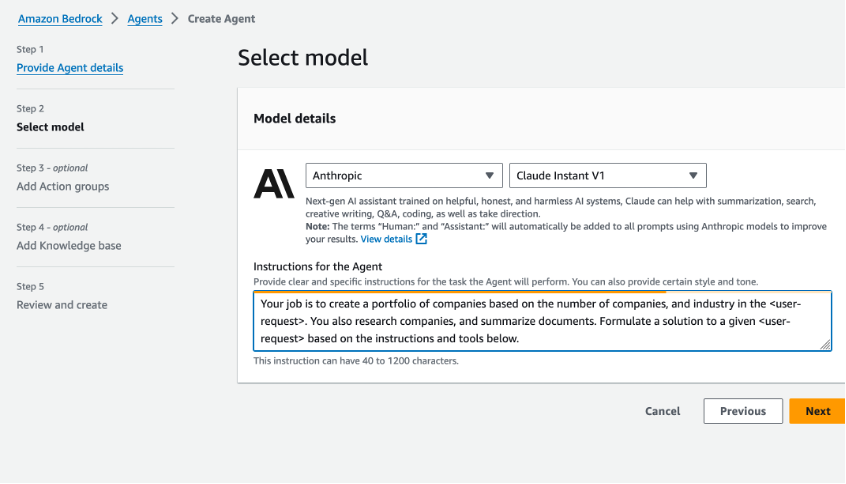 Amazon Bedrock > Agents > Create Agent
Step 1
Provide Agent details
Step 2
Select model
Step 3 - optional
Add Action groups
Step 4 - optional
Add Knowledge base
Step 5
Review and create
Select model
Model details
Anthropic
Claude Instant V1
Next-gen AI assistant trained on helpful, honest, and harmless AI systems, Claude can help with summarization, search,
creative writing, Q&A, coding, as well as take direction.
Note: The terms “Human:” and “Assistant:” will automatically be added to all prompts using Anthropic models to improve
your results. View details
Instructions for the Agent
Provide clear and specific instructions for the task the Agent will perform. You can also provide certain style and tone.
Your job is to create a portfolio of companies based on the number of companies, and industry in the <user-
request>. You also research companies, and summarize documents. Formulate a solution to a given <user-
request> based on the instructions and tools below.
This instruction can have 40 to 1200 characters.
Cancel
Previous
Next